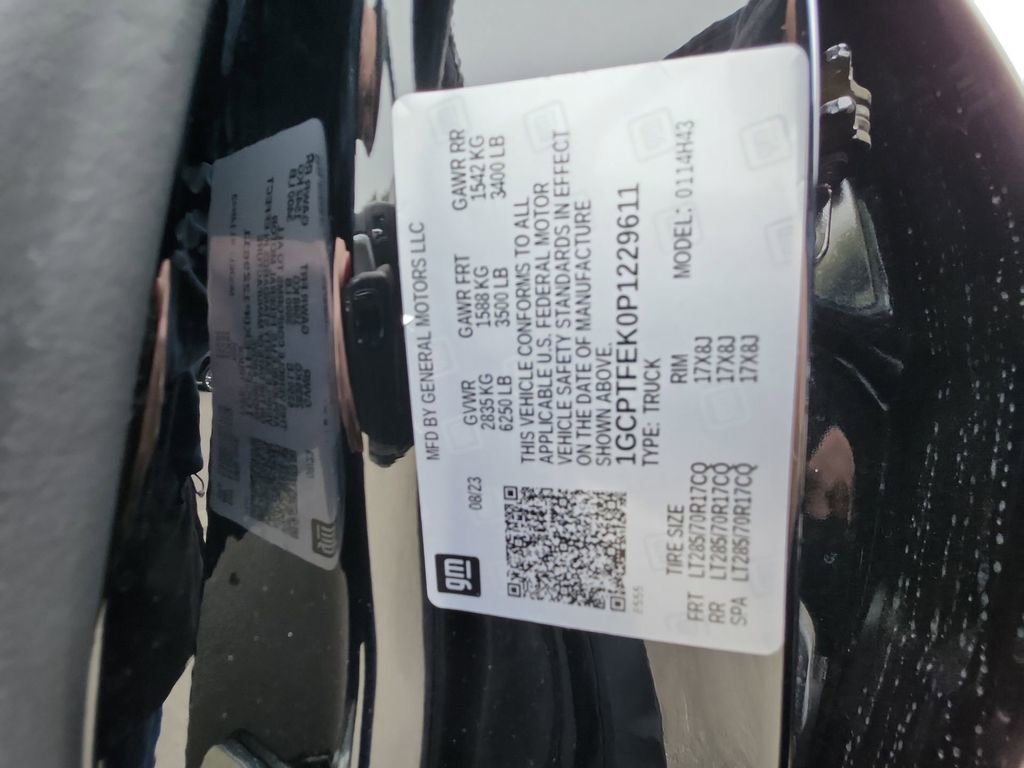 gm
08/23
MFD BY GENERAL MOTORS LLC
GVWR GAWR FRT GAWR RR
2835 KG 1588 KG 1542 KG
6250 LB 3500 LB 3400 LB
THIS VEHICLE CONFORMS TO ALL
APPLICABLE U.S. FEDERAL MOTOR
VEHICLE SAFETY STANDARDS IN EFFECT
ON THE DATE OF MANUFACTURE
SHOWN ABOVE.
1GCPTFEK0P1229611
TYPE: TRUCK MODEL: 0114H43
TIRE SIZE RIM
FRT LT285/70R17CQ 17X8J
RR LT285/70R17CQ 17X8J
SPA LT285/70R17CQ 17X8J